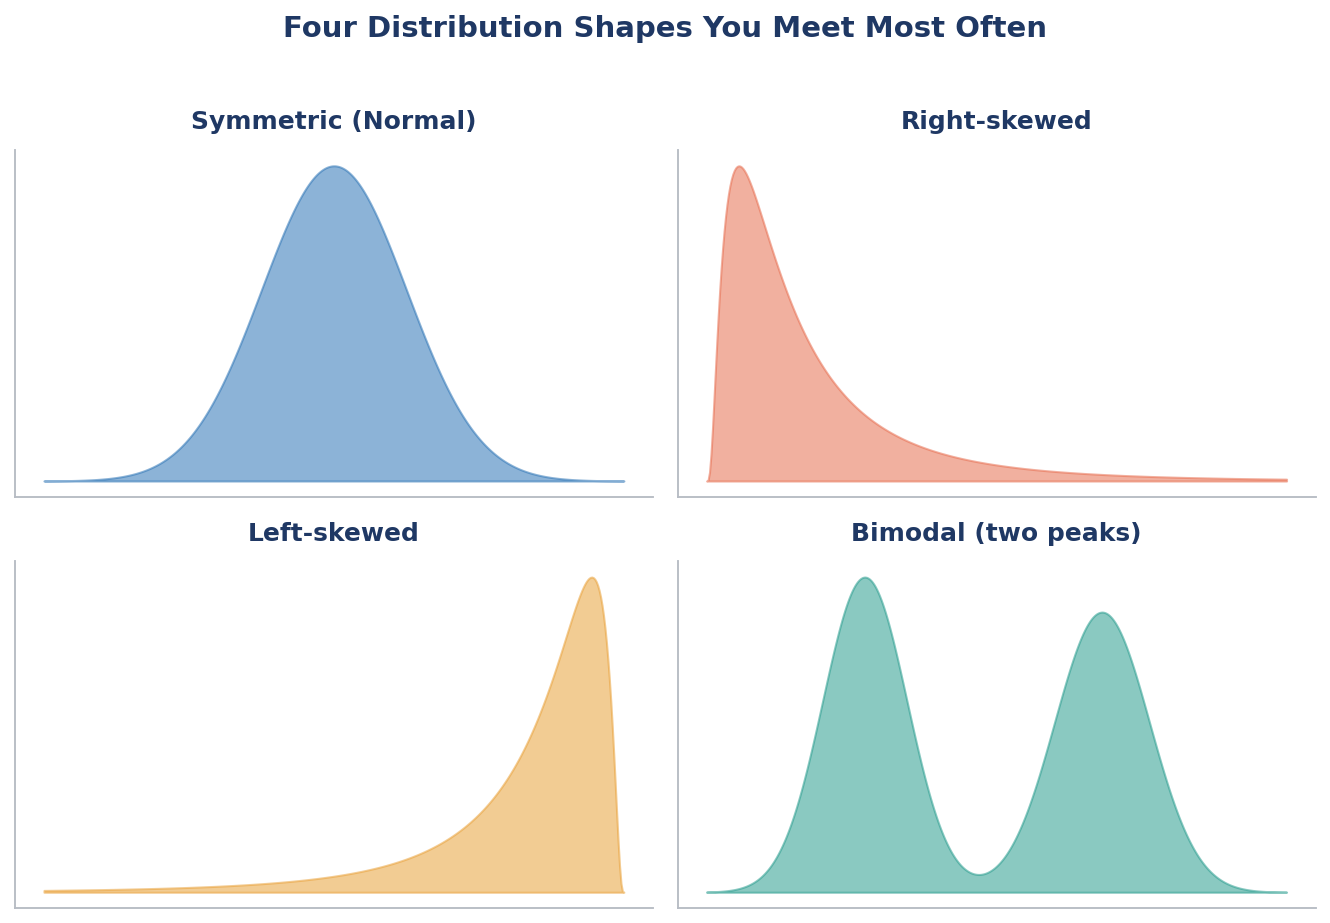 Four Distribution Shapes You Meet Most Often
Symmetric (Normal)
Right-skewed
Left-skewed
Bimodal (two peaks)